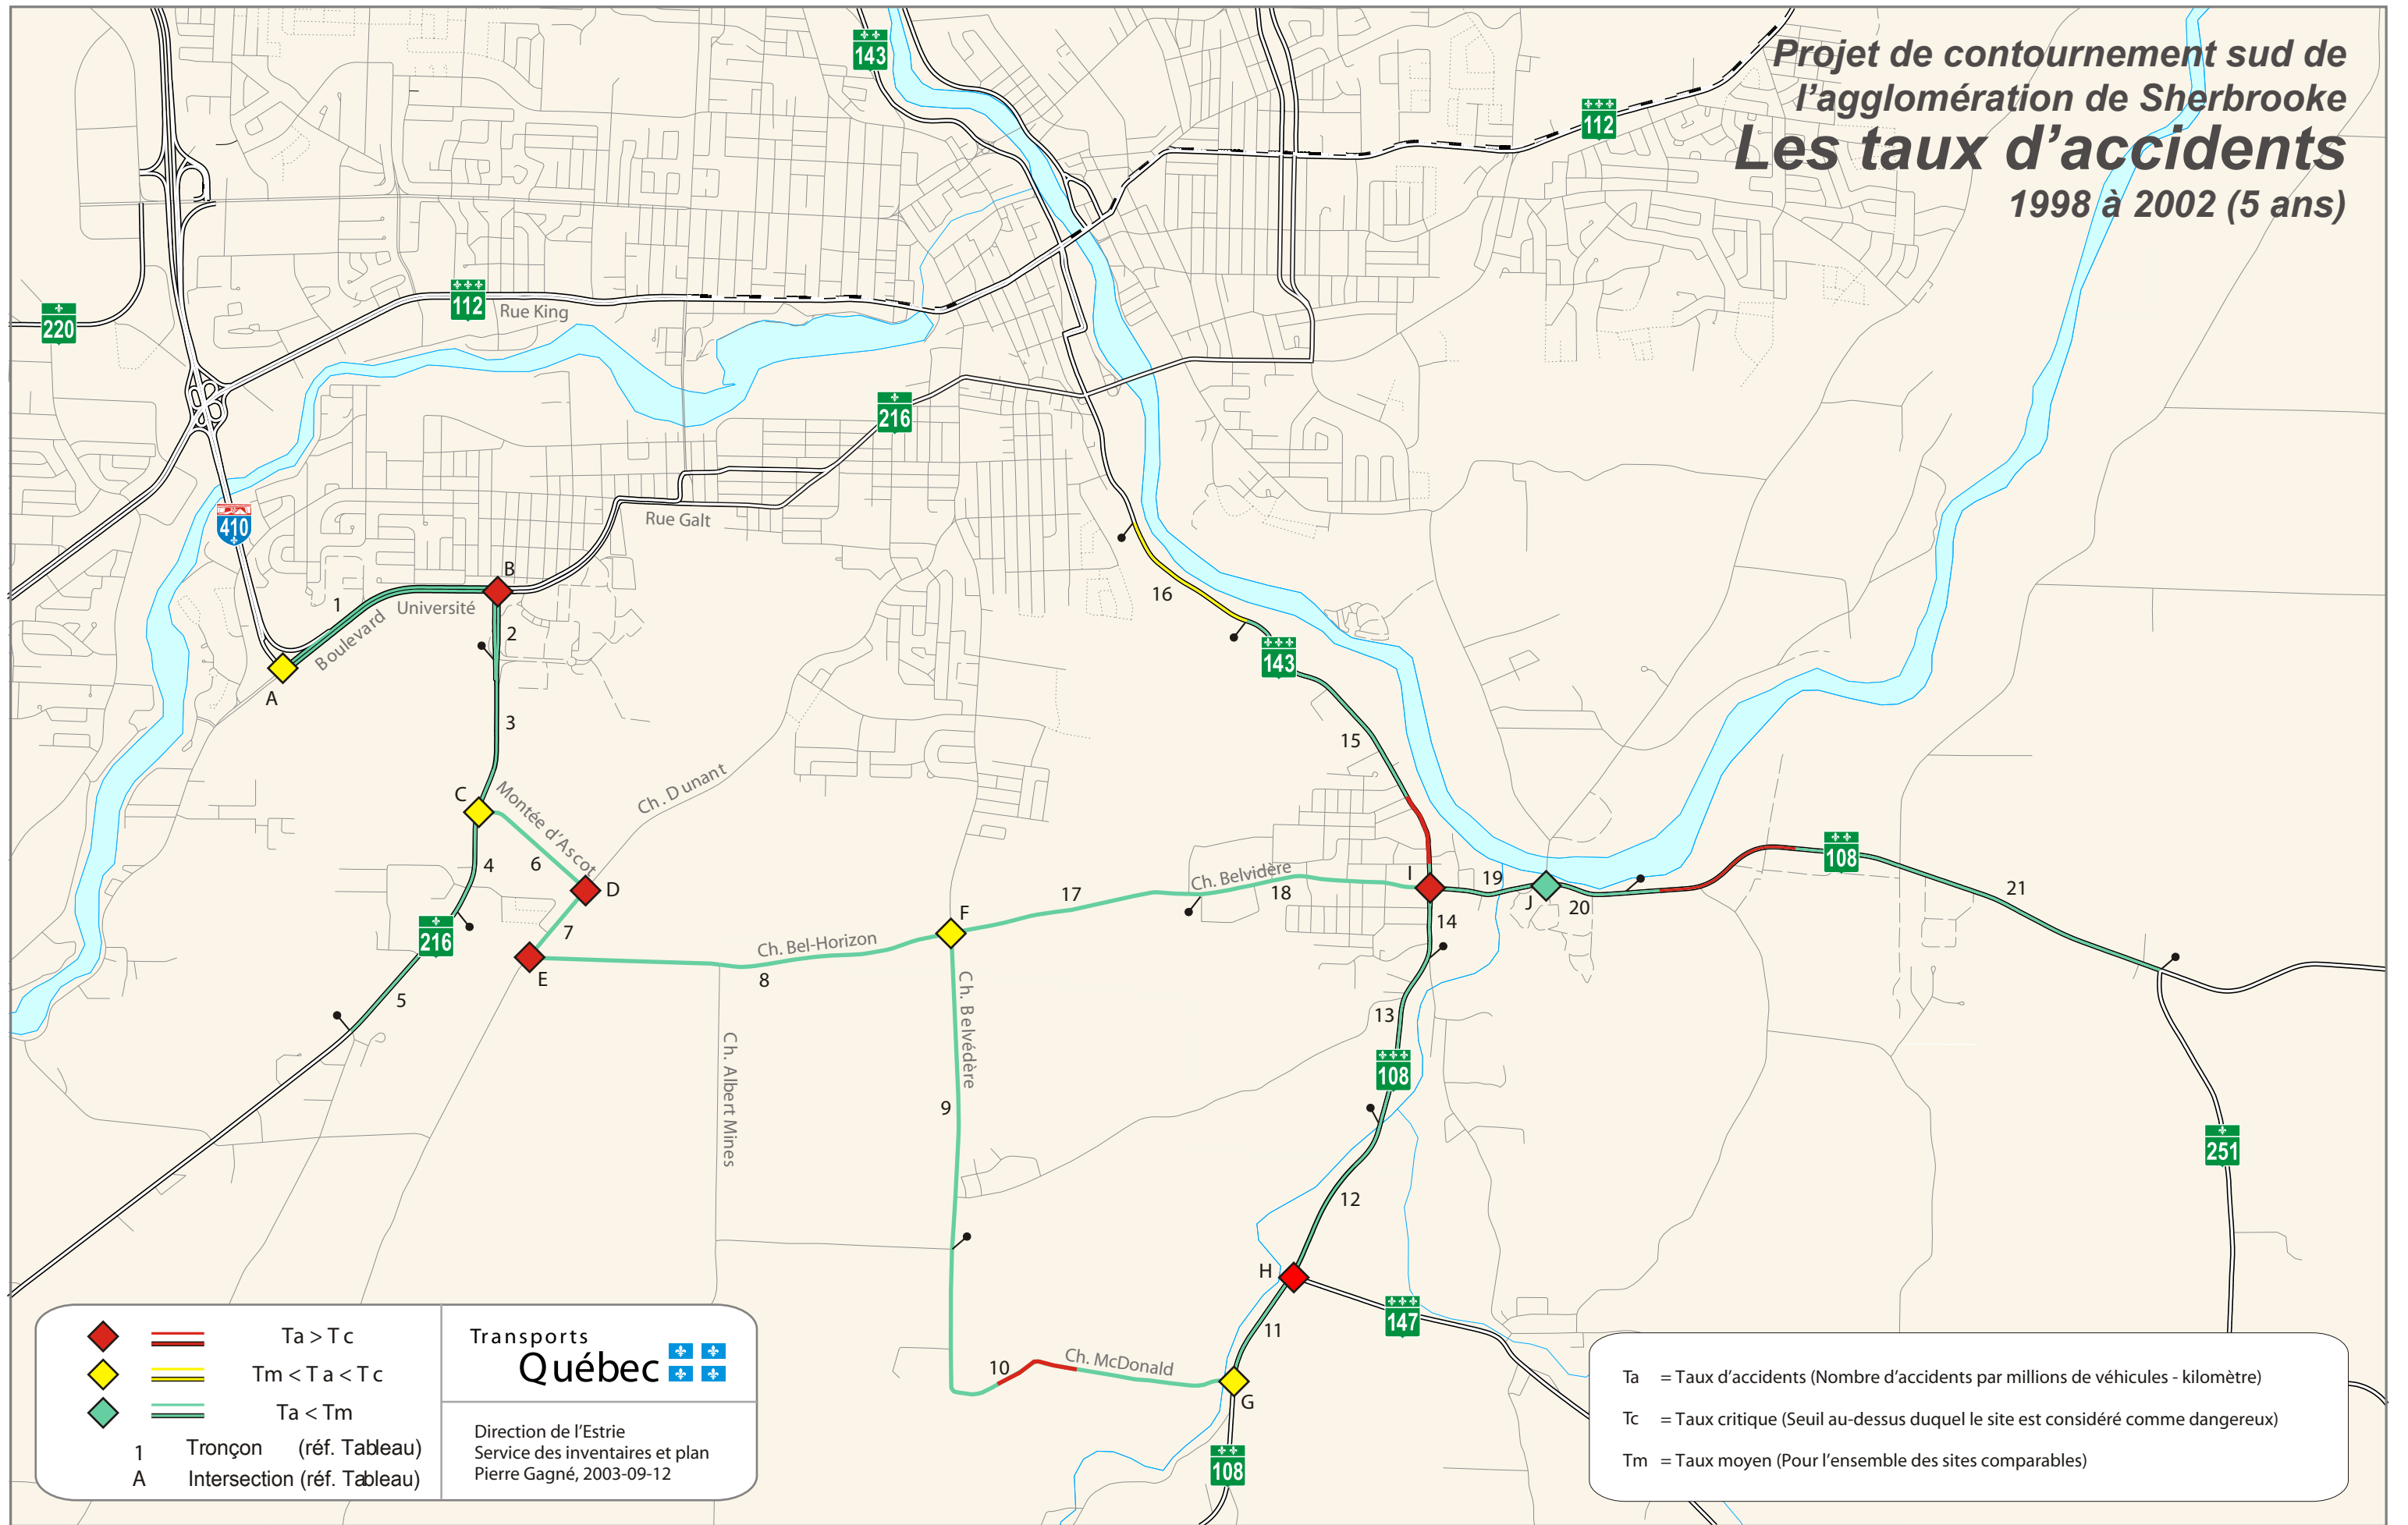 Projet de contournement sud de
l’agglomération de Sherbrooke
Les taux d’accidents
1998 à 2002 (5 ans)
143
112
112
Rue King
220
216
410
Rue Galt
B
1
Université
2
Boulevard
A
16
143
3
15
C
Montée d’Ascot
Ch. Dunant
4
6
D
108
I
19
J
20
21
Ch. Belvidère
17
18
14
F
216
7
E
Ch. Bel-Horizon
8
5
13
Ch. Belvédère
Ch. Albert Mines
9
108
251
12
H
147
11
10
Ch. McDonald
G
108
Ta > Tc
Tm < Ta < Tc
Ta < Tm
1 Tronçon (réf. Tableau)
A Intersection (réf. Tableau)
Transports
Québec
Direction de l’Estrie
Service des inventaires et plan
Pierre Gagné, 2003-09-12
Ta = Taux d’accidents (Nombre d’accidents par millions de véhicules - kilomètre)
Tc = Taux critique (Seuil au-dessus duquel le site est considéré comme dangereux)
Tm = Taux moyen (Pour l’ensemble des sites comparables)